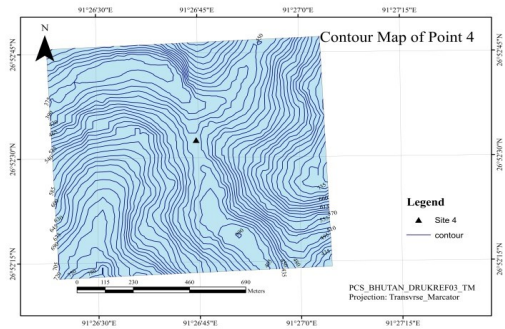 91°26'30"E 91°26'45"E 91°27'0"E 91°27'15"E
N
Contour Map of Point 4
26°52'45"N 26°52'45"N
26°52'30"N 26°52'30"N
Legend
Site 4
contour
26°52'15"N 26°52'15"N
0 115 230 460 690
Meters
PCS_BHUTAN_DRUKREF03_TM
Projection: Transvrse_Marcator
91°26'30"E 91°26'45"E 91°27'0"E 91°27'15"E